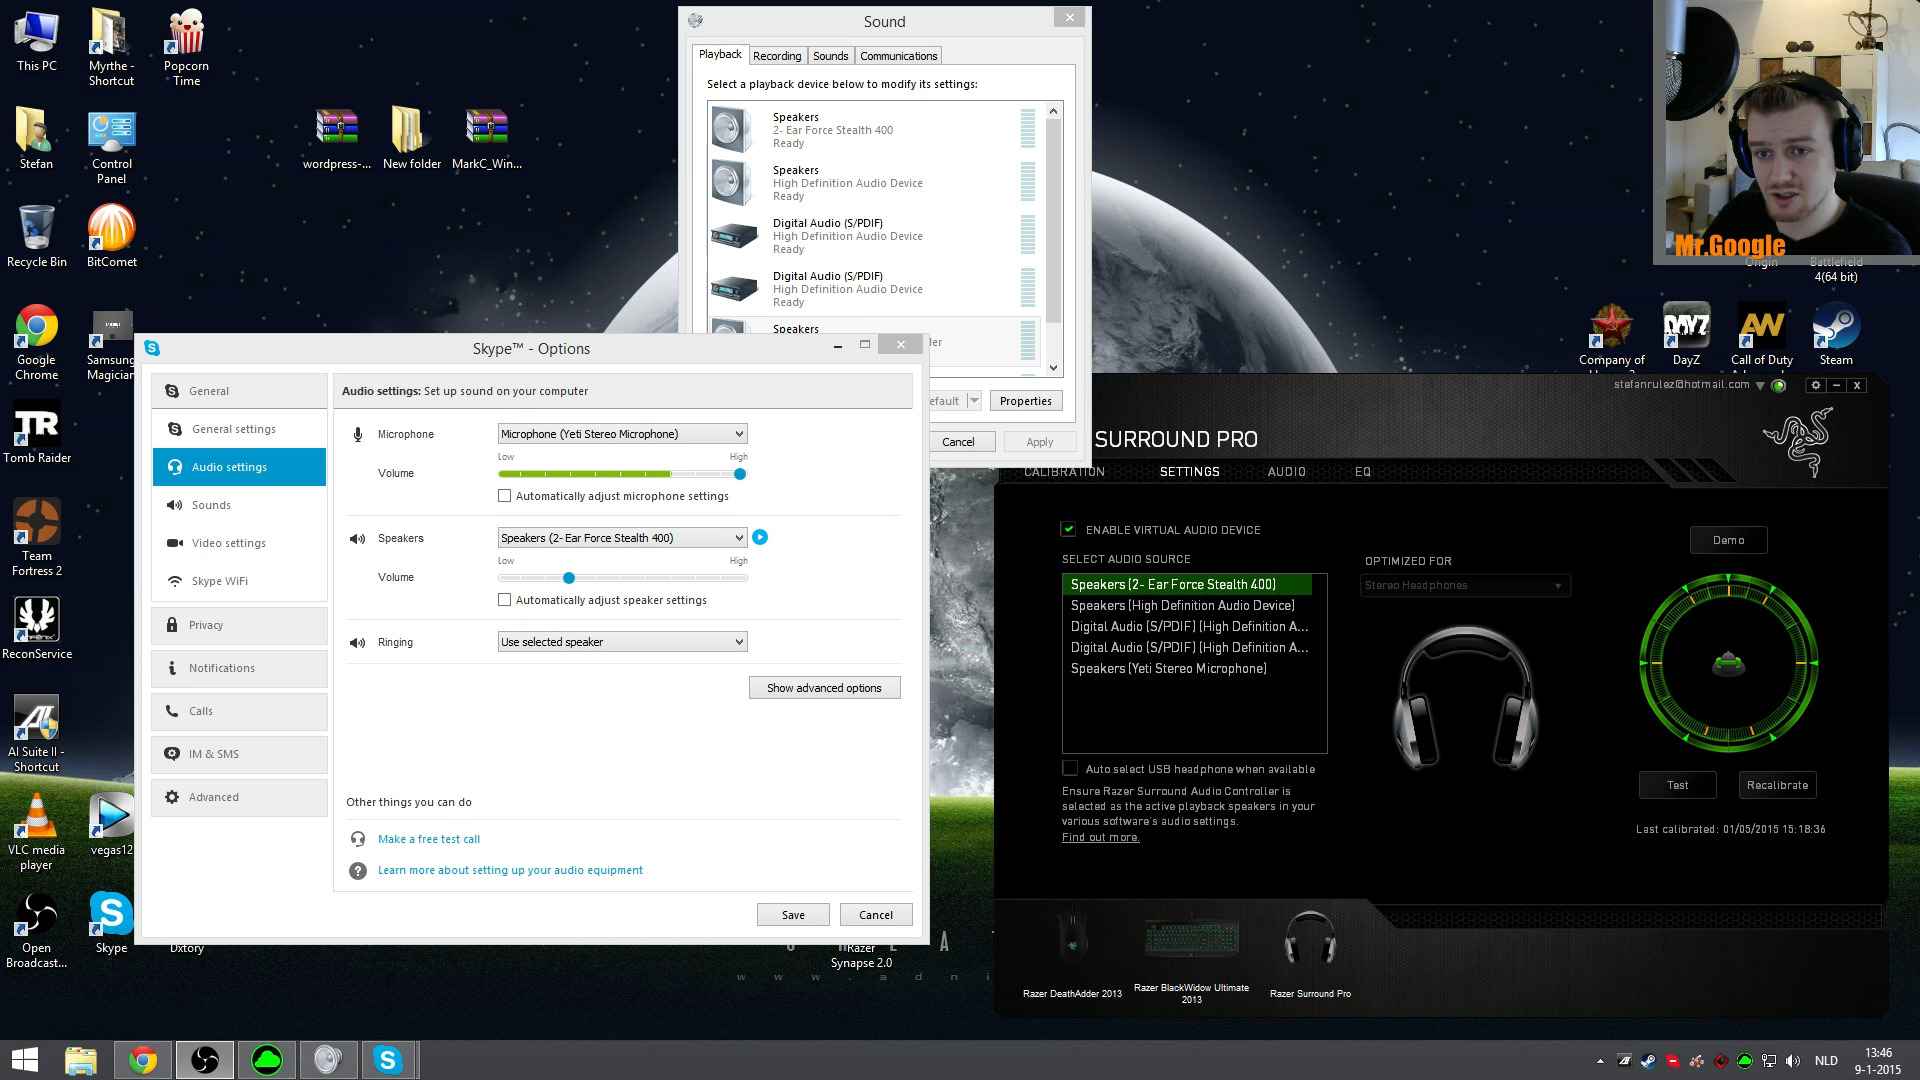 This PC
Myrthe -
Shortcut
Popcorn
Time
Stefan
Control
Panel
wordpress-...
New folder
MarkC_Win...
Recycle Bin
BitComet
Google
Chrome
Samsung
Magician
Tomb Raider
Team
Fortress 2
ReconService
AI Suite II -
Shortcut
VLC media
player
vegas12
Open
Broadcast...
Skype
Dxtory
Razer
Synapse 2.0
Sound
Playback
Recording
Sounds
Communications
Select a playback device below to modify its settings:
Speakers
2- Ear Force Stealth 400
Ready
Speakers
High Definition Audio Device
Ready
Digital Audio (S/PDIF)
High Definition Audio Device
Ready
Digital Audio (S/PDIF)
High Definition Audio Device
Ready
Speakers
Properties
Cancel
Apply
Skype™ - Options
General
General settings
Audio settings
Sounds
Video settings
Skype WiFi
Privacy
Notifications
Calls
IM & SMS
Advanced
Audio settings: Set up sound on your computer
Microphone
Microphone (Yeti Stereo Microphone)
Low
High
Volume
Automatically adjust microphone settings
Speakers
Speakers (2- Ear Force Stealth 400)
Low
High
Volume
Automatically adjust speaker settings
Ringing
Use selected speaker
Show advanced options
Other things you can do
Make a free test call
Learn more about setting up your audio equipment
Save
Cancel
Mr.Google
Origin
Battlefield
4(64 bit)
Company of
DayZ
Call of Duty
Steam
stefanrulez@hotmail.com
SURROUND PRO
CALIBRATION
SETTINGS
AUDIO
EQ
ENABLE VIRTUAL AUDIO DEVICE
SELECT AUDIO SOURCE
Speakers (2- Ear Force Stealth 400)
Speakers (High Definition Audio Device)
Digital Audio (S/PDIF) (High Definition A...
Digital Audio (S/PDIF) (High Definition A...
Speakers (Yeti Stereo Microphone)
Auto select USB headphone when available
Ensure Razer Surround Audio Controller is
selected as the active playback speakers in your
various software's audio settings.
Find out more.
OPTIMIZED FOR
Stereo Headphones
Demo
Test
Recalibrate
Last calibrated: 01/05/2015 15:18:36
Razer DeathAdder 2013
Razer BlackWidow Ultimate
2013
Razer Surround Pro
NLD
13:46
9-1-2015